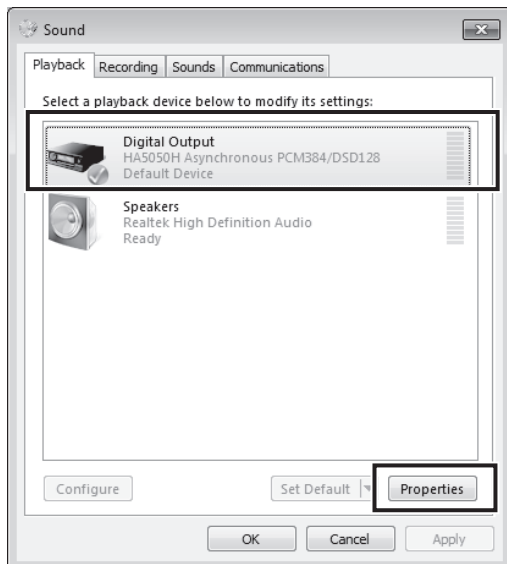 Sound
Playback Recording Sounds Communications
Select a playback device below to modify its settings:
Digital Output
HA5050H Asynchronous PCM384/DSD128
Default Device
Speakers
Realtek High Definition Audio
Ready
Configure Set Default Properties
OK Cancel Apply